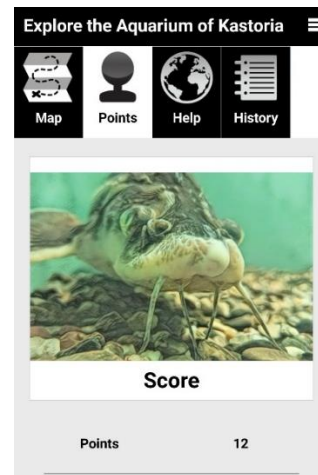 Explore the Aquarium of Kastoria
Map Points Help History
Score
Points 12